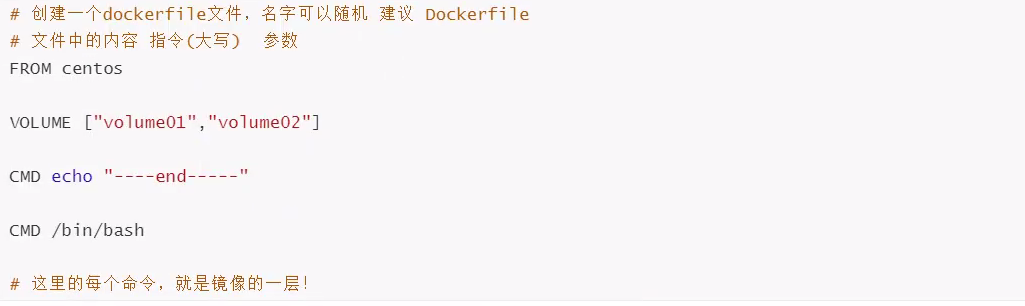 # 创建一个dockerfile文件，名字可以随机 建议 Dockerfile
# 文件中的内容 指令(大写)  参数
FROM centos
VOLUME ["volume01","volume02"]
CMD echo "----end-----"
CMD /bin/bash
# 这里的每个命令，就是镜像的一层！